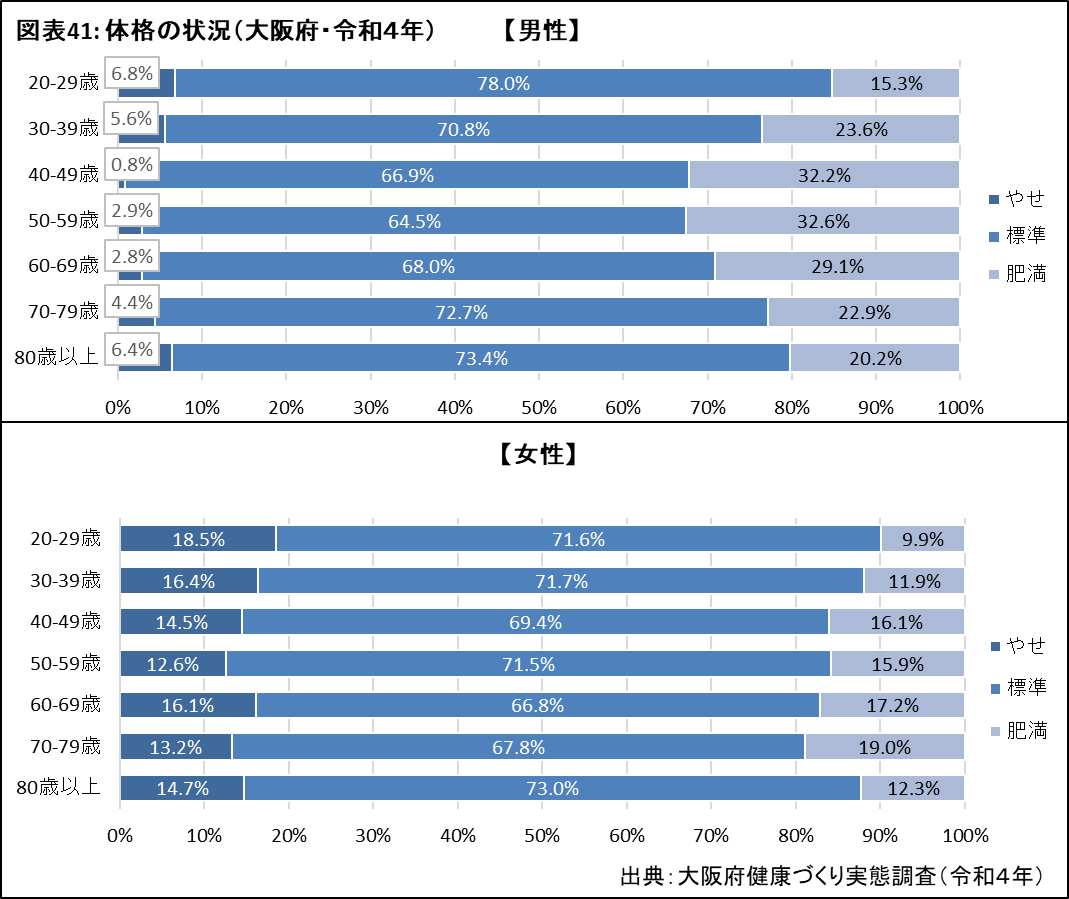 図表41：体格の状況（大阪府・令和４年）　【男性】
20-29歳 6.8% 78.0% 15.3%
30-39歳 5.6% 70.8% 23.6%
40-49歳 0.8% 66.9% 32.2%
50-59歳 2.9% 64.5% 32.6%
60-69歳 2.8% 68.0% 29.1%
70-79歳 4.4% 72.7% 22.9%
80歳以上 6.4% 73.4% 20.2%
0% 10% 20% 30% 40% 50% 60% 70% 80% 90% 100%
やせ
標準
肥満
【女性】
20-29歳 18.5% 71.6% 9.9%
30-39歳 16.4% 71.7% 11.9%
40-49歳 14.5% 69.4% 16.1%
50-59歳 12.6% 71.5% 15.9%
60-69歳 16.1% 66.8% 17.2%
70-79歳 13.2% 67.8% 19.0%
80歳以上 14.7% 73.0% 12.3%
0% 10% 20% 30% 40% 50% 60% 70% 80% 90% 100%
やせ
標準
肥満
出典：大阪府健康づくり実態調査（令和４年）